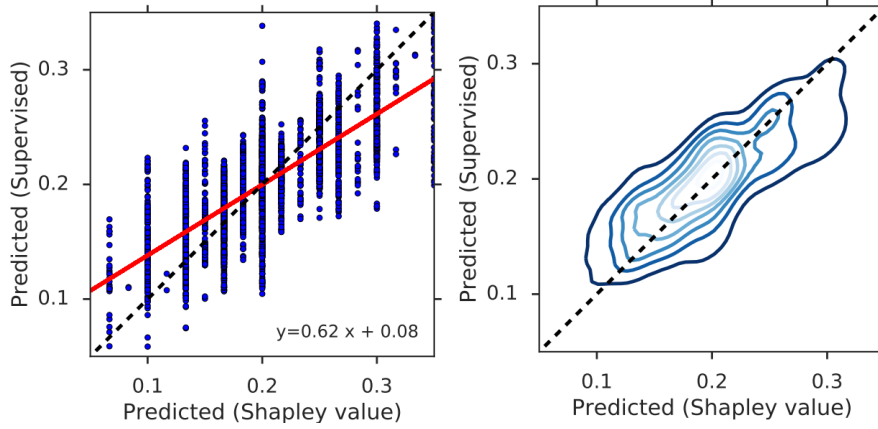 Predicted (Supervised)
0.3
0.2
0.1
y=0.62 x + 0.08
0.1 0.2 0.3
Predicted (Shapley value)
Predicted (Supervised)
0.3
0.2
0.1
0.1 0.2 0.3
Predicted (Shapley value)